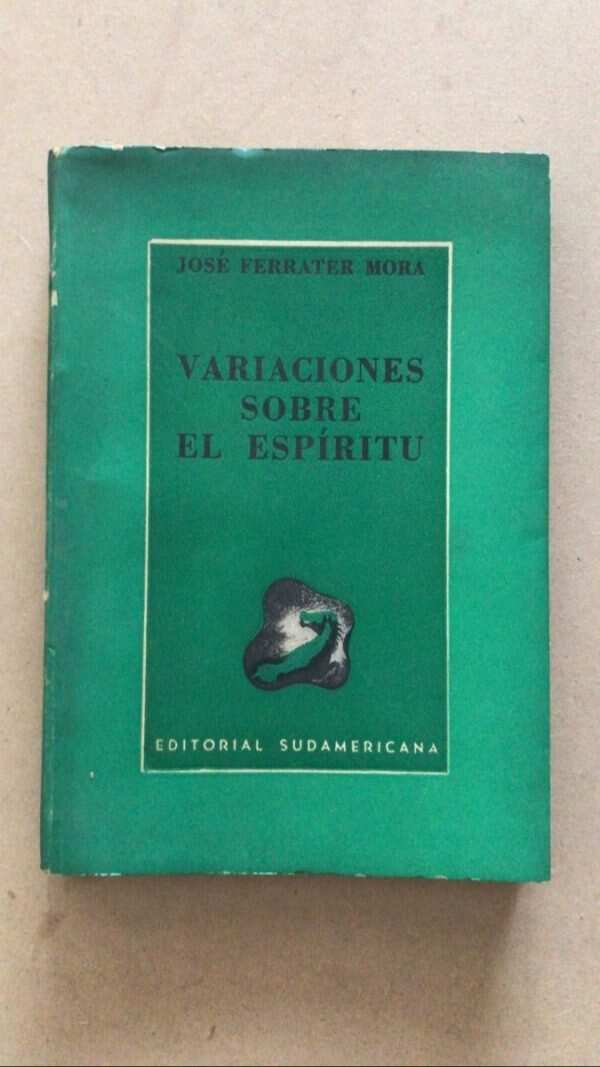 JOSÉ FERRATER MORA
VARIACIONES
SOBRE
EL ESPÍRITU
EDITORIAL SUDAMERICANA